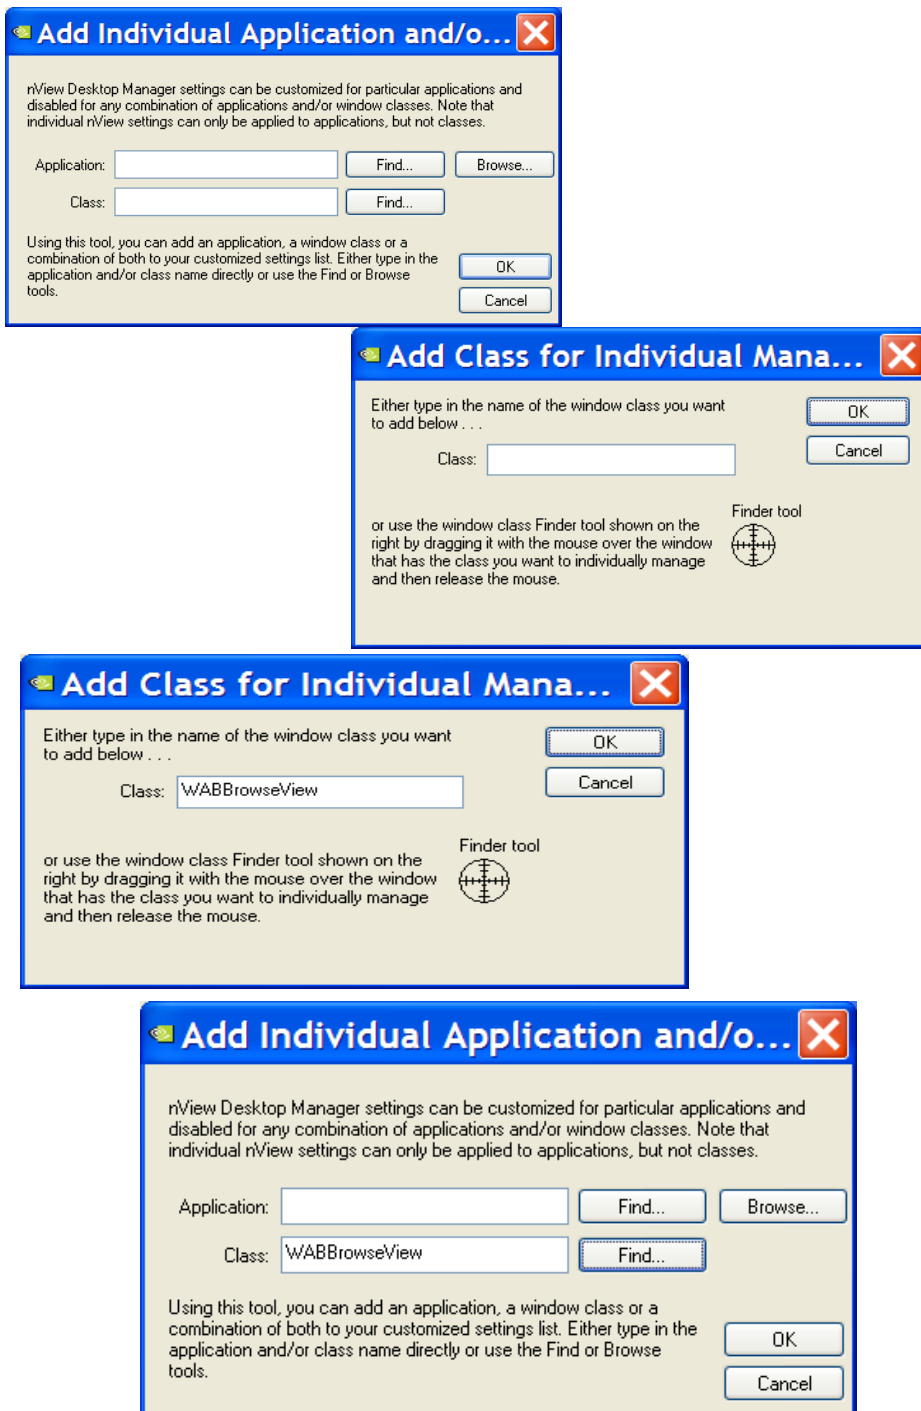 Add Individual Application and/o...
nView Desktop Manager settings can be customized for particular applications and
disabled for any combination of applications and/or window classes. Note that
individual nView settings can only be applied to applications, but not classes.
Application: Find... Browse...
Class: Find...
Using this tool, you can add an application, a window class or a
combination of both to your customized settings list. Either type in the
application and/or class name directly or use the Find or Browse
tools.
OK
Cancel
Add Class for Individual Mana...
Either type in the name of the window class you want
to add below . . .
OK
Cancel
Class:
Finder tool
or use the window class Finder tool shown on the
right by dragging it with the mouse over the window
that has the class you want to individually manage
and then release the mouse.
Add Class for Individual Mana...
Either type in the name of the window class you want
to add below . . .
OK
Cancel
Class: WABBrowseView
Finder tool
or use the window class Finder tool shown on the
right by dragging it with the mouse over the window
that has the class you want to individually manage
and then release the mouse.
Add Individual Application and/o...
nView Desktop Manager settings can be customized for particular applications and
disabled for any combination of applications and/or window classes. Note that
individual nView settings can only be applied to applications, but not classes.
Application: Find... Browse...
Class: WABBrowseView Find...
Using this tool, you can add an application, a window class or a
combination of both to your customized settings list. Either type in the
application and/or class name directly or use the Find or Browse
tools.
OK
Cancel